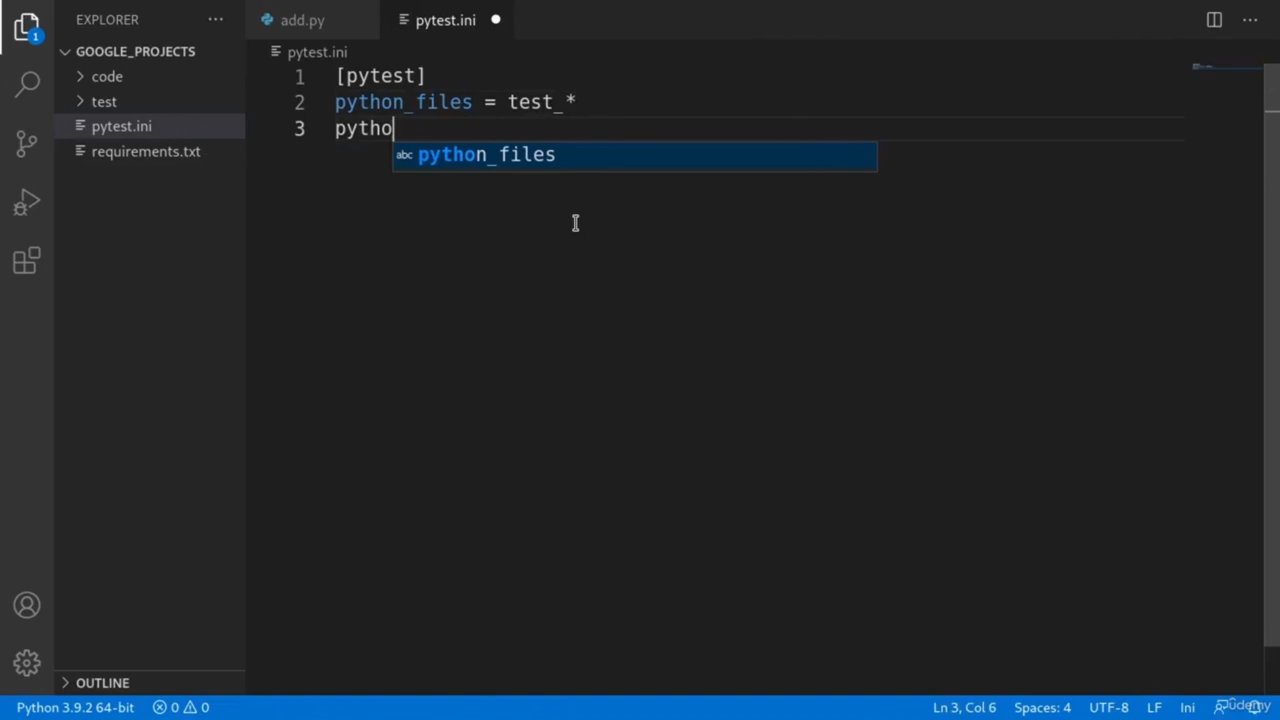 EXPLORER
add.py
pytest.ini
GOOGLE_PROJECTS
code
test
pytest.ini
requirements.txt
pytest.ini
1 [pytest]
2 python_files = test_*
3 pytho
abc python_files
1
OUTLINE
Python 3.9.2 64-bit
0
0
Ln 3, Col 6
Spaces: 4
UTF-8
LF
Ini
Udemy